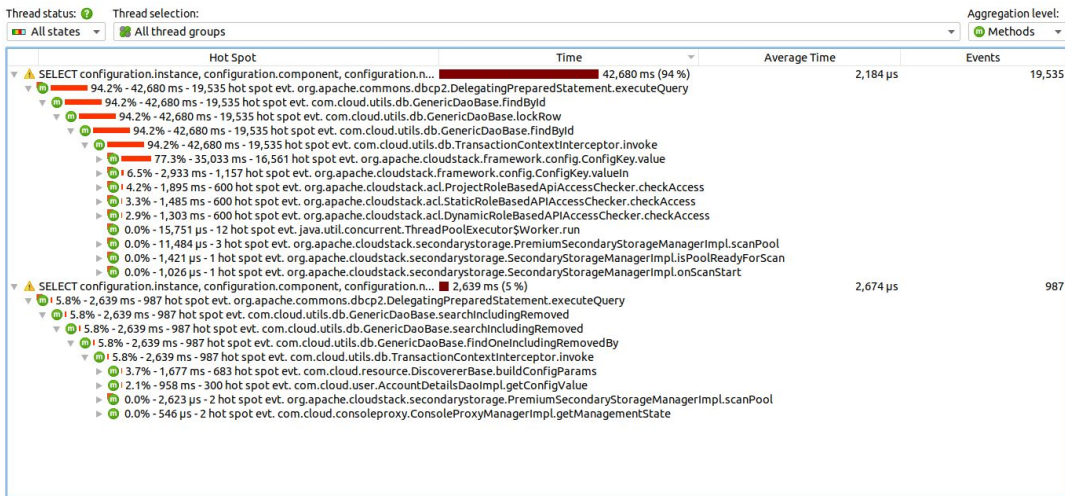 Thread status: ? Thread selection: Aggregation level:
All states All thread groups Methods
Hot Spot Time Average Time Events
SELECT configuration.instance, configuration.component, configuration.n... 42,680 ms (94 %) 2,184 µs 19,535
m 94.2% - 42,680 ms - 19,535 hot spot evt. org.apache.commons.dbcp2.DelegatingPreparedStatement.executeQuery
m 94.2% - 42,680 ms - 19,535 hot spot evt. com.cloud.utils.db.GenericDaoBase.findById
m 94.2% - 42,680 ms - 19,535 hot spot evt. com.cloud.utils.db.GenericDaoBase.lockRow
m 94.2% - 42,680 ms - 19,535 hot spot evt. com.cloud.utils.db.GenericDaoBase.findById
m 94.2% - 42,680 ms - 19,535 hot spot evt. com.cloud.utils.db.TransactionContextInterceptor.invoke
m 77.3% - 35,033 ms - 16,561 hot spot evt. org.apache.cloudstack.framework.config.ConfigKey.value
m 6.5% - 2,933 ms - 1,157 hot spot evt. org.apache.cloudstack.framework.config.ConfigKey.valueIn
m 4.2% - 1,895 ms - 600 hot spot evt. org.apache.cloudstack.acl.ProjectRoleBasedApiAccessChecker.checkAccess
m 3.3% - 1,485 ms - 600 hot spot evt. org.apache.cloudstack.acl.StaticRoleBasedAPIAccessChecker.checkAccess
m 2.9% - 1,303 ms - 600 hot spot evt. org.apache.cloudstack.acl.DynamicRoleBasedAPIAccessChecker.checkAccess
m 0.0% - 15,751 µs - 12 hot spot evt. java.util.concurrent.ThreadPoolExecutor$Worker.run
m 0.0% - 11,484 µs - 3 hot spot evt. org.apache.cloudstack.secondarystorage.PremiumSecondaryStorageManagerImpl.scanPool
m 0.0% - 1,421 µs - 1 hot spot evt. org.apache.cloudstack.secondarystorage.SecondaryStorageManagerImpl.isPoolReadyForScan
m 0.0% - 1,026 µs - 1 hot spot evt. org.apache.cloudstack.secondarystorage.SecondaryStorageManagerImpl.onScanStart
SELECT configuration.instance, configuration.component, configuration.n... 2,639 ms (5 %) 2,674 µs 987
m 5.8% - 2,639 ms - 987 hot spot evt. org.apache.commons.dbcp2.DelegatingPreparedStatement.executeQuery
m 5.8% - 2,639 ms - 987 hot spot evt. com.cloud.utils.db.GenericDaoBase.searchIncludingRemoved
m 5.8% - 2,639 ms - 987 hot spot evt. com.cloud.utils.db.GenericDaoBase.searchIncludingRemoved
m 5.8% - 2,639 ms - 987 hot spot evt. com.cloud.utils.db.GenericDaoBase.findOneIncludingRemovedBy
m 5.8% - 2,639 ms - 987 hot spot evt. com.cloud.utils.db.TransactionContextInterceptor.invoke
m 3.7% - 1,677 ms - 683 hot spot evt. com.cloud.resource.DiscovererBase.buildConfigParams
m 2.1% - 958 ms - 300 hot spot evt. com.cloud.user.AccountDetailsDaoImpl.getConfigValue
m 0.0% - 2,623 µs - 2 hot spot evt. org.apache.cloudstack.secondarystorage.PremiumSecondaryStorageManagerImpl.scanPool
m 0.0% - 546 µs - 2 hot spot evt. com.cloud.consoleproxy.ConsoleProxyManagerImpl.getManagementState